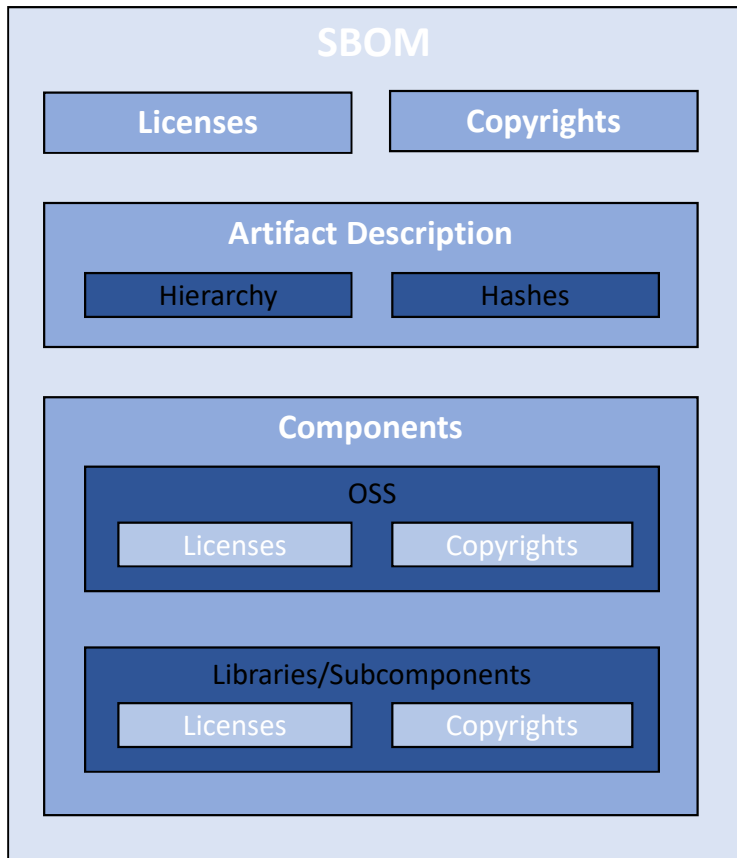 SBOM
Licenses
Copyrights
Artifact Description
Hierarchy
Hashes
Components
OSS
Licenses
Copyrights
Libraries/Subcomponents
Licenses
Copyrights